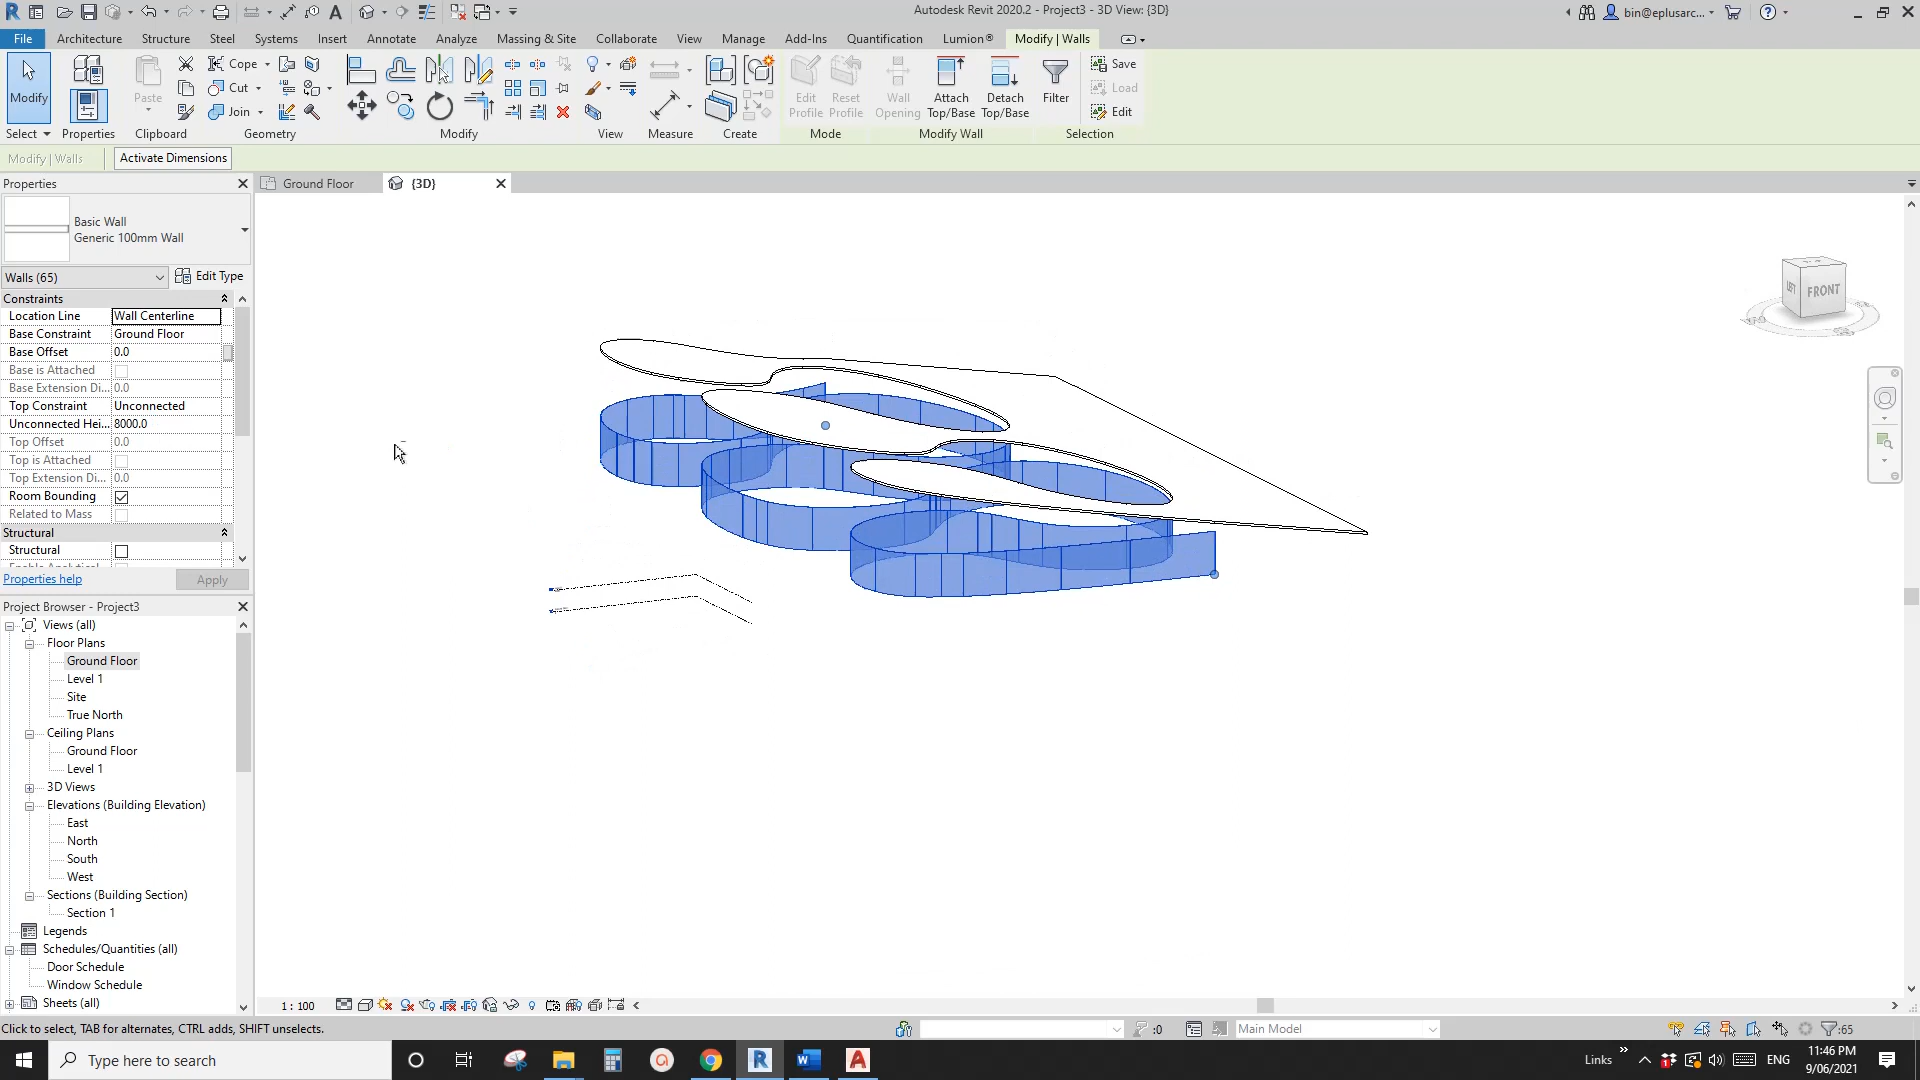 Autodesk Revit 2020.2 - Project3 - 3D View: {3D}
bin@eplusarc...
File Architecture Structure Steel Systems Insert Annotate Analyze Massing & Site Collaborate View Manage Add-Ins Quantification Lumion® Modify | Walls
Modify
Paste
Cope
Cut
Join
Edit Profile
Reset Profile
Wall Opening
Attach Top/Base
Detach Top/Base
Filter
Save
Load
Edit
Select Properties Clipboard Geometry Modify View Measure Create Mode Modify Wall Selection
Modify | Walls Activate Dimensions
Properties
Ground Floor
{3D}
Basic Wall
Generic 100mm Wall
Walls (65) Edit Type
Constraints
Location Line Wall Centerline
Base Constraint Ground Floor
Base Offset 0.0
Base is Attached
Base Extension Di... 0.0
Top Constraint Unconnected
Unconnected Hei... 8000.0
Top Offset 0.0
Top is Attached
Top Extension Di... 0.0
Room Bounding
Related to Mass
Structural
Structural
Properties help Apply
Project Browser - Project3
Views (all)
Floor Plans
Ground Floor
Level 1
Site
True North
Ceiling Plans
Ground Floor
Level 1
3D Views
Elevations (Building Elevation)
East
North
South
West
Sections (Building Section)
Section 1
Legends
Schedules/Quantities (all)
Door Schedule
Window Schedule
Sheets (all)
LEFT FRONT
1 : 100
Click to select, TAB for alternates, CTRL adds, SHIFT unselects.
:0
Main Model
:65
Type here to search
Links
ENG
11:46 PM
9/06/2021